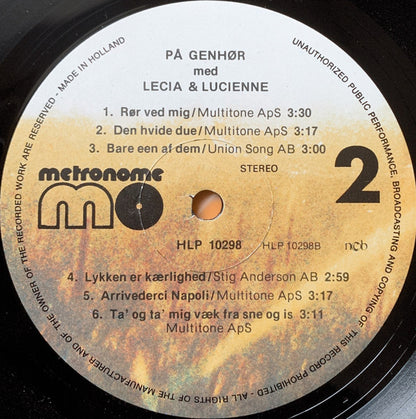 PÅ GENHØR
med
LECIA & LUCIENNE
1. Rør ved mig/Multitone ApS 3:30
2. Den hvide due/Multitone ApS 3:17
3. Bare een af dem/Union Song AB 3:00
metronome
mo
STEREO
2
HLP 10298 HLP 10298B ncb
4. Lykken er kærlighed/Stig Anderson AB 2:59
5. Arrivederci Napoli/Multitone ApS 3:17
6. Ta' og ta' mig væk fra sne og is 3:11
Multitone ApS
UNAUTHORIZED PUBLIC PERFORMANCE, BROADCASTING AND COPYING OF THIS RECORD PROHIBITED - ALL RIGHTS OF THE MANUFACTURER AND OF THE OWNER OF THE RECORDED WORK ARE RESERVED - MADE IN HOLLAND